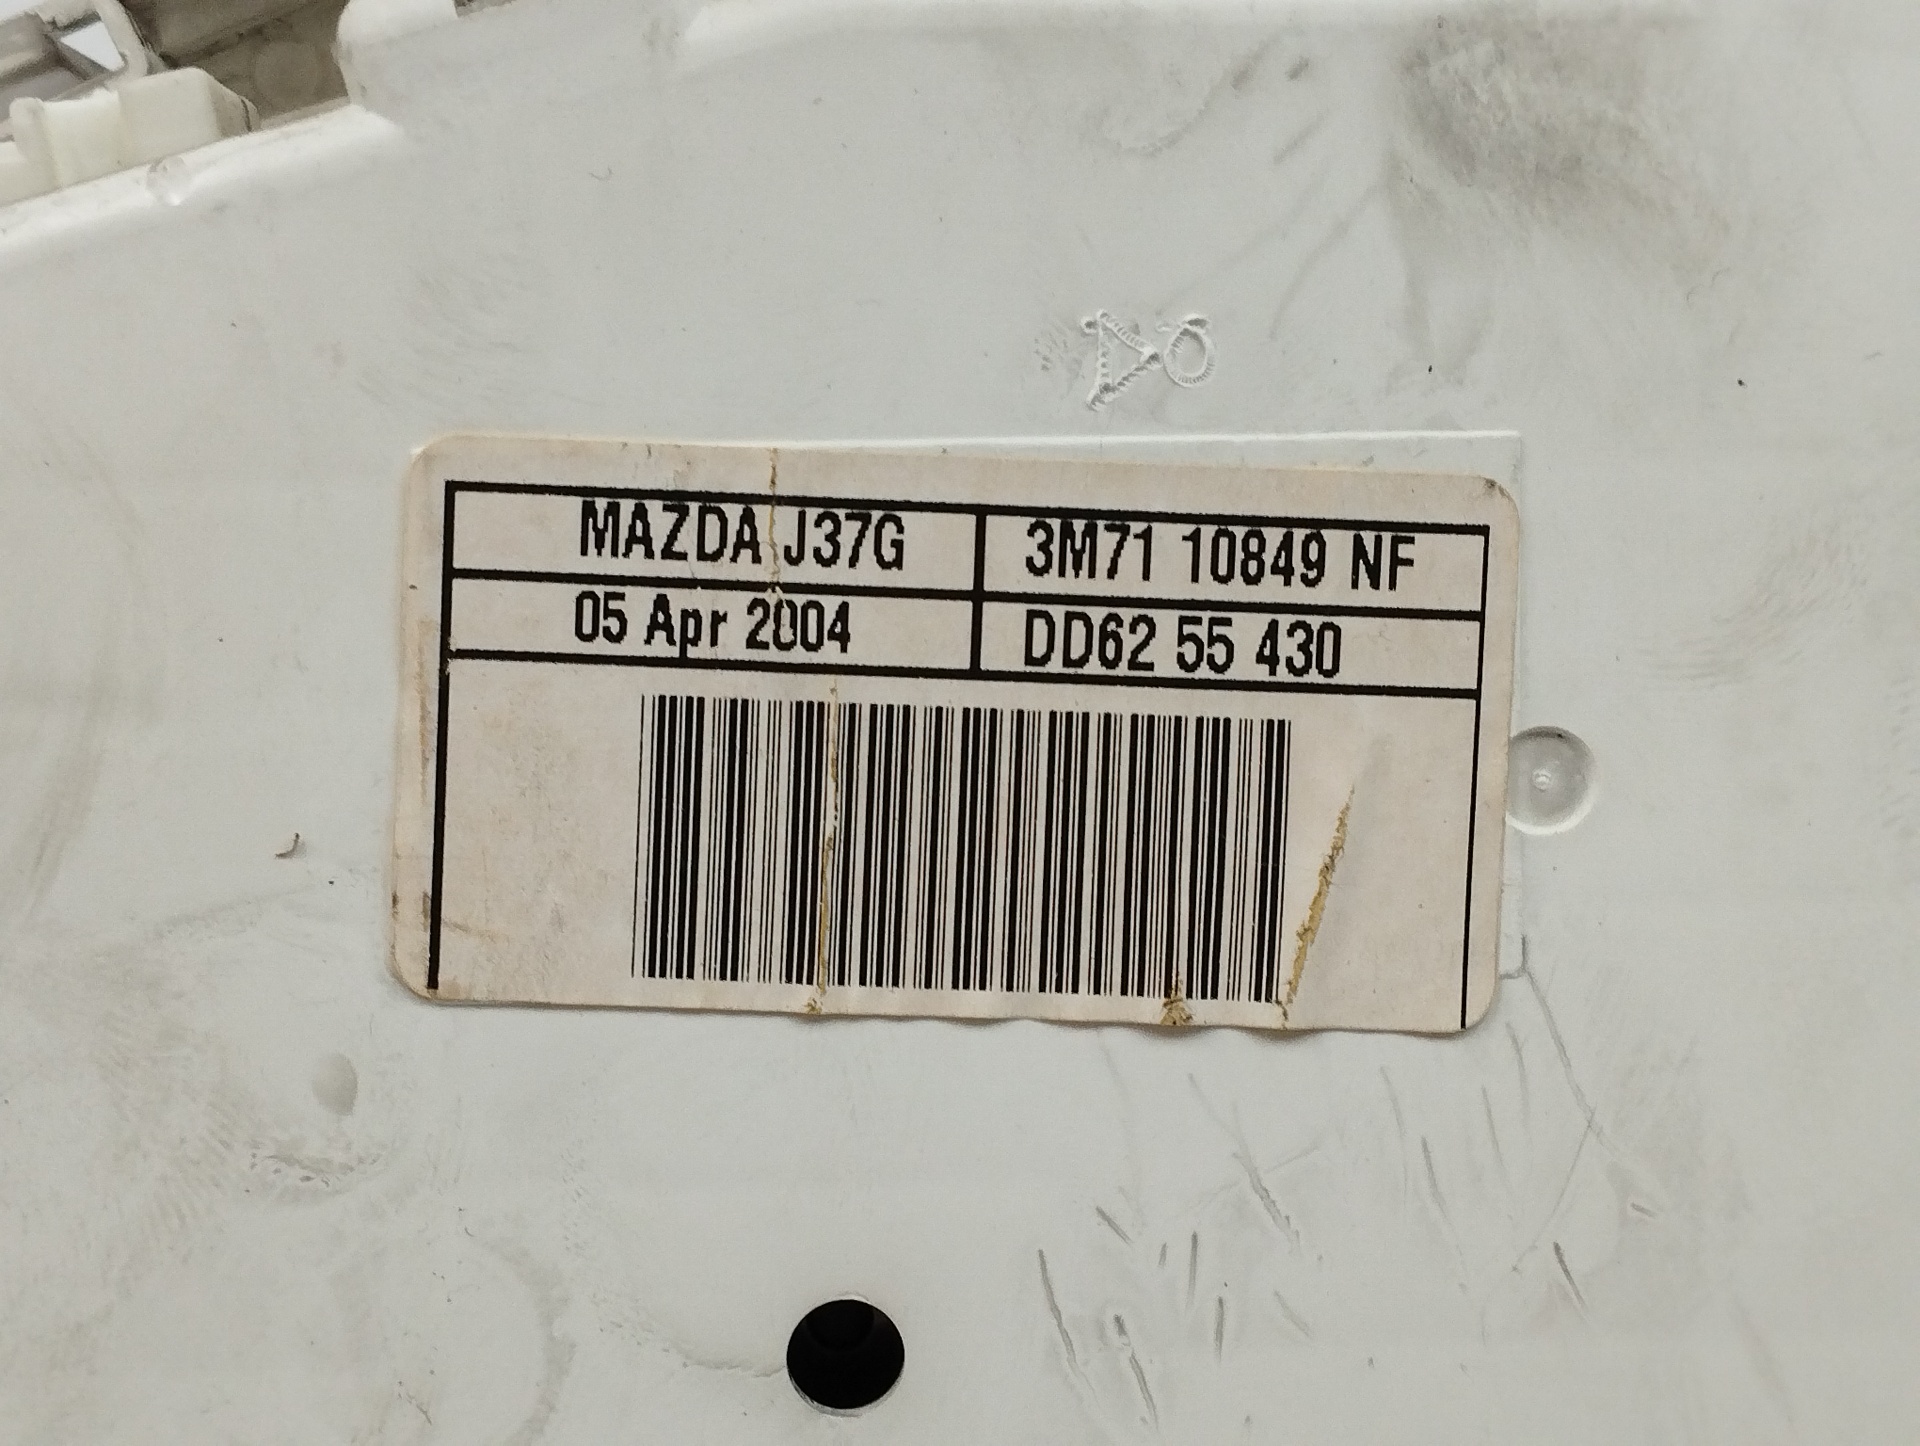 MAZDA J37G 3M71 10849 NF
05 Apr 2004 DD62 55 430